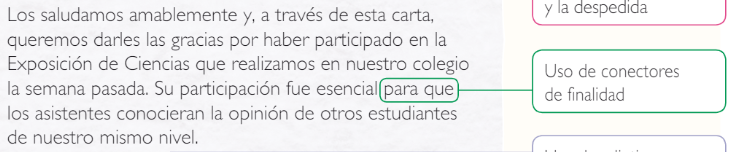 y la despedida
Los saludamos amablemente y, a través de esta carta,
queremos darles las gracias por haber participado en la
Exposición de Ciencias que realizamos en nuestro colegio
la semana pasada. Su participación fue esencial para que
los asistentes conocieran la opinión de otros estudiantes
de nuestro mismo nivel.
Uso de conectores
de finalidad